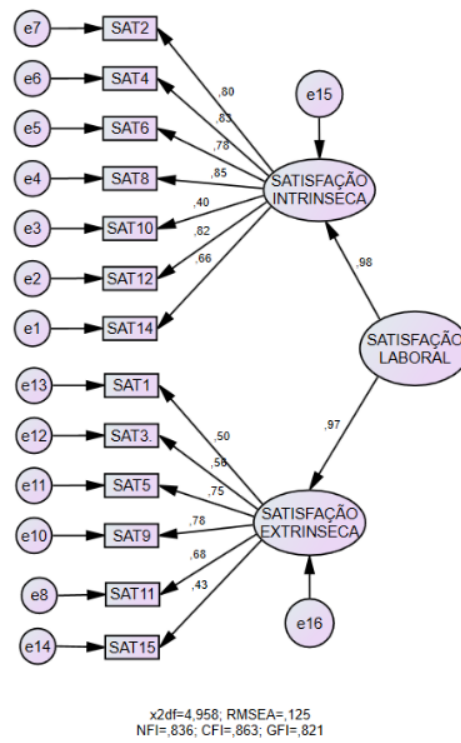 e7
SAT2
e6
SAT4
,80
e15
e5
SAT6
,83
,78
e4
SAT8
,85
SATISFAÇÃO
INTRINSECA
e3
SAT10
,40
e2
SAT12
,82
e1
SAT14
,66
,98
SATISFAÇÃO
LABORAL
e13
SAT1
e12
SAT3.
,50
,97
e11
SAT5
,56
,75
e10
SAT9
,78
SATISFAÇÃO
EXTRINSECA
e8
SAT11
,68
e14
SAT15
,43
e16
x2df=4,958; RMSEA=,125
NFI=,836; CFI=,863; GFI=,821